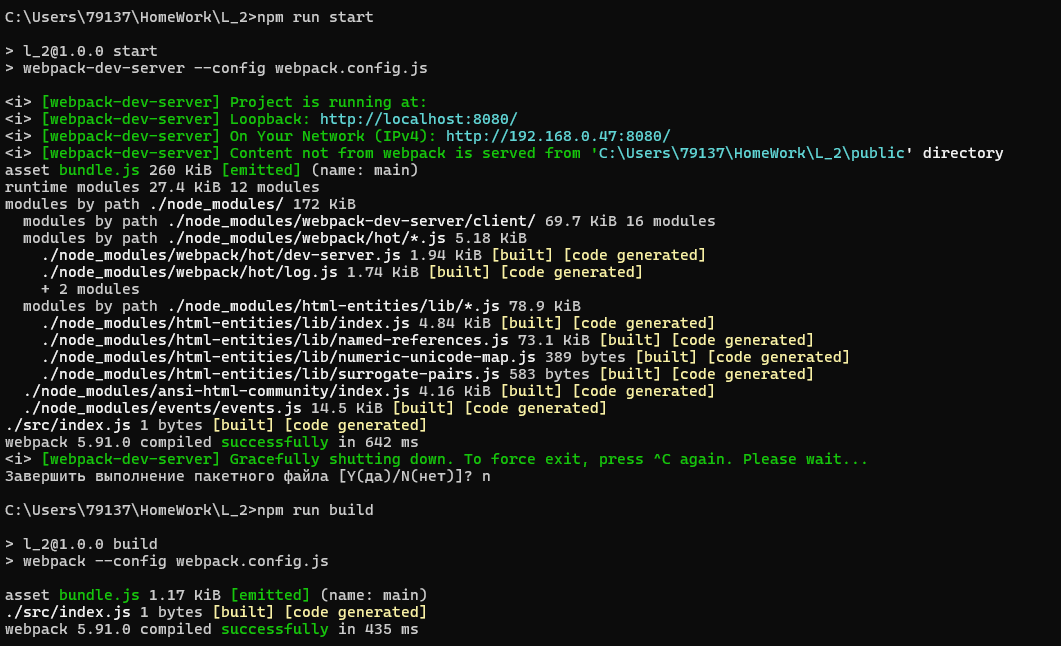 C:\Users\79137\HomeWork\L_2>npm run start
> l_2@1.0.0 start
> webpack-dev-server --config webpack.config.js
<i> [webpack-dev-server] Project is running at:
<i> [webpack-dev-server] Loopback: http://localhost:8080/
<i> [webpack-dev-server] On Your Network (IPv4): http://192.168.0.47:8080/
<i> [webpack-dev-server] Content not from webpack is served from 'C:\Users\79137\HomeWork\L_2\public' directory
asset bundle.js 260 KiB [emitted] (name: main)
runtime modules 27.4 KiB 12 modules
modules by path ./node_modules/ 172 KiB
  modules by path ./node_modules/webpack-dev-server/client/ 69.7 KiB 16 modules
  modules by path ./node_modules/webpack/hot/*.js 5.18 KiB
    ./node_modules/webpack/hot/dev-server.js 1.94 KiB [built] [code generated]
    ./node_modules/webpack/hot/log.js 1.74 KiB [built] [code generated]
    + 2 modules
  modules by path ./node_modules/html-entities/lib/*.js 78.9 KiB
    ./node_modules/html-entities/lib/index.js 4.84 KiB [built] [code generated]
    ./node_modules/html-entities/lib/named-references.js 73.1 KiB [built] [code generated]
    ./node_modules/html-entities/lib/numeric-unicode-map.js 389 bytes [built] [code generated]
    ./node_modules/html-entities/lib/surrogate-pairs.js 583 bytes [built] [code generated]
  ./node_modules/ansi-html-community/index.js 4.16 KiB [built] [code generated]
  ./node_modules/events/events.js 14.5 KiB [built] [code generated]
./src/index.js 1 bytes [built] [code generated]
webpack 5.91.0 compiled successfully in 642 ms
<i> [webpack-dev-server] Gracefully shutting down. To force exit, press ^C again. Please wait...
Завершить выполнение пакетного файла [Y(да)/N(нет)]? n
C:\Users\79137\HomeWork\L_2>npm run build
> l_2@1.0.0 build
> webpack --config webpack.config.js
asset bundle.js 1.17 KiB [emitted] (name: main)
./src/index.js 1 bytes [built] [code generated]
webpack 5.91.0 compiled successfully in 435 ms